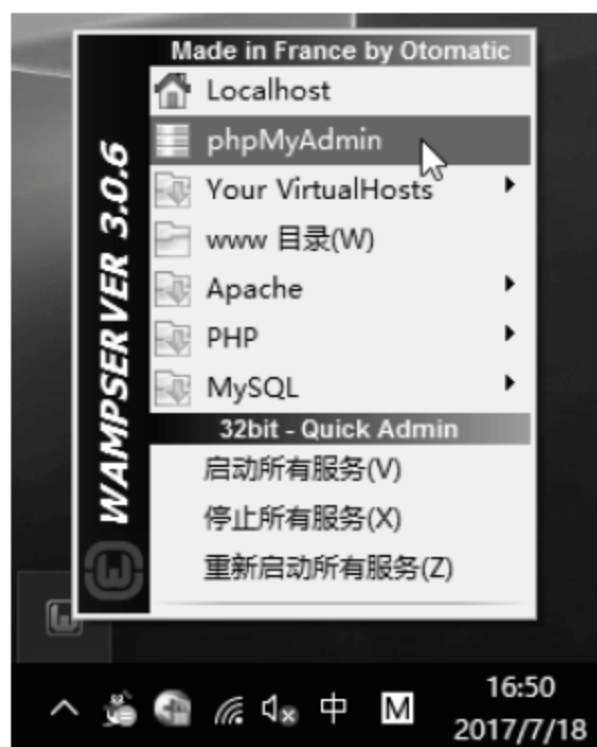 Made in France by Otomatic
Localhost
phpMyAdmin
Your VirtualHosts
www 目录(W)
Apache
PHP
MySQL
32bit - Quick Admin
启动所有服务(V)
停止所有服务(X)
重新启动所有服务(Z)
WAMPSERVER 3.0.6
中
M
16:50
2017/7/18